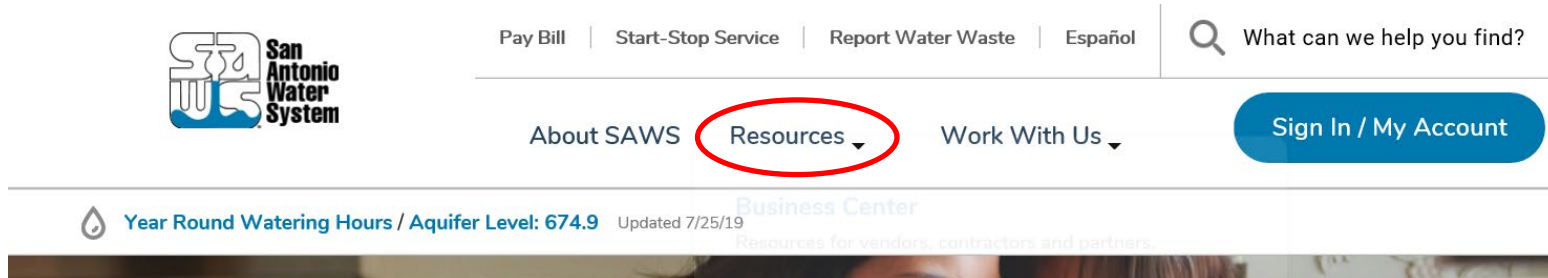 San
Antonio
Water
System
Pay Bill | Start-Stop Service | Report Water Waste | Español
What can we help you find?
About SAWS Resources Work With Us
Sign In / My Account
Year Round Watering Hours / Aquifer Level: 674.9 Updated 7/25/19
Business Center
Resources for vendors, contractors and partners.